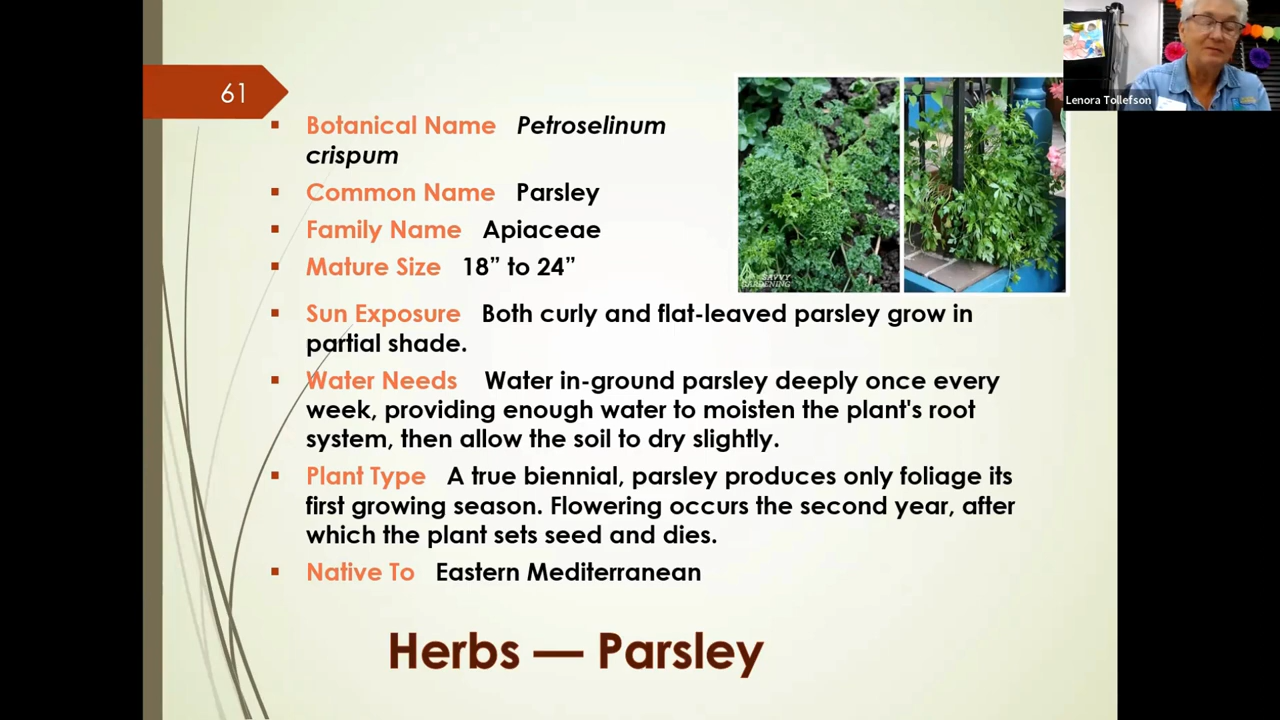 61
Botanical Name Petroselinum
crispum
Common Name Parsley
Family Name Apiaceae
Mature Size 18” to 24”
Sun Exposure Both curly and flat-leaved parsley grow in
partial shade.
Water Needs Water in-ground parsley deeply once every
week, providing enough water to moisten the plant's root
system, then allow the soil to dry slightly.
Plant Type A true biennial, parsley produces only foliage its
first growing season. Flowering occurs the second year, after
which the plant sets seed and dies.
Native To Eastern Mediterranean
Herbs — Parsley
SAVVY
GARDENING
Lenora Tollefson